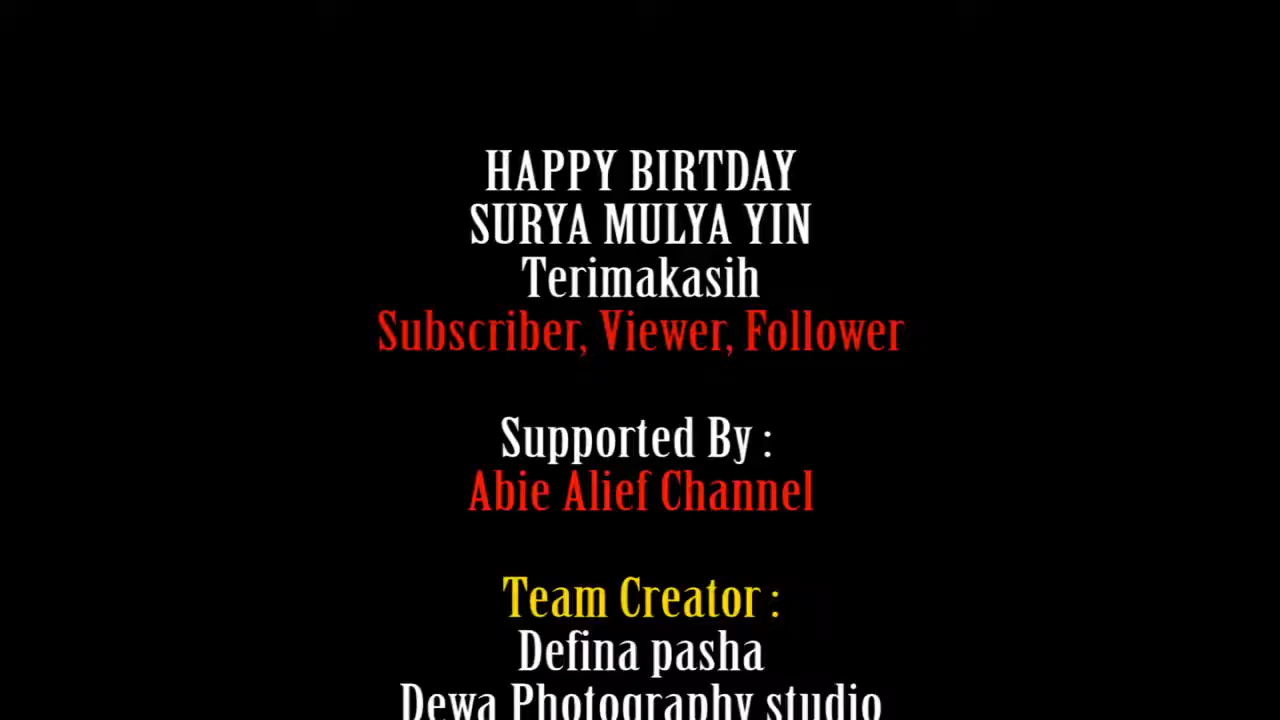 HAPPY BIRTDAY
SURYA MULYA YIN
Terimakasih
Subscriber, Viewer, Follower
Supported By :
Abie Alief Channel
Team Creator :
Defina pasha
Dewa Photography studio